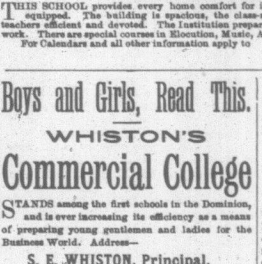 THIS SCHOOL provides every home comfort for
equipped. The building is spacious, the class-
teachers efficient and devoted. The Institution prepar
work. There are special courses in Elocution, Music, A
For Calendars and all other information apply to
Boys and Girls, Read This.
WHISTON'S
Commercial College
STANDS among the first schools in the Dominion,
and is ever increasing its efficiency as a means
of preparing young gentlemen and ladies for the
Business World. Address—
S. E. WHISTON, Principal.